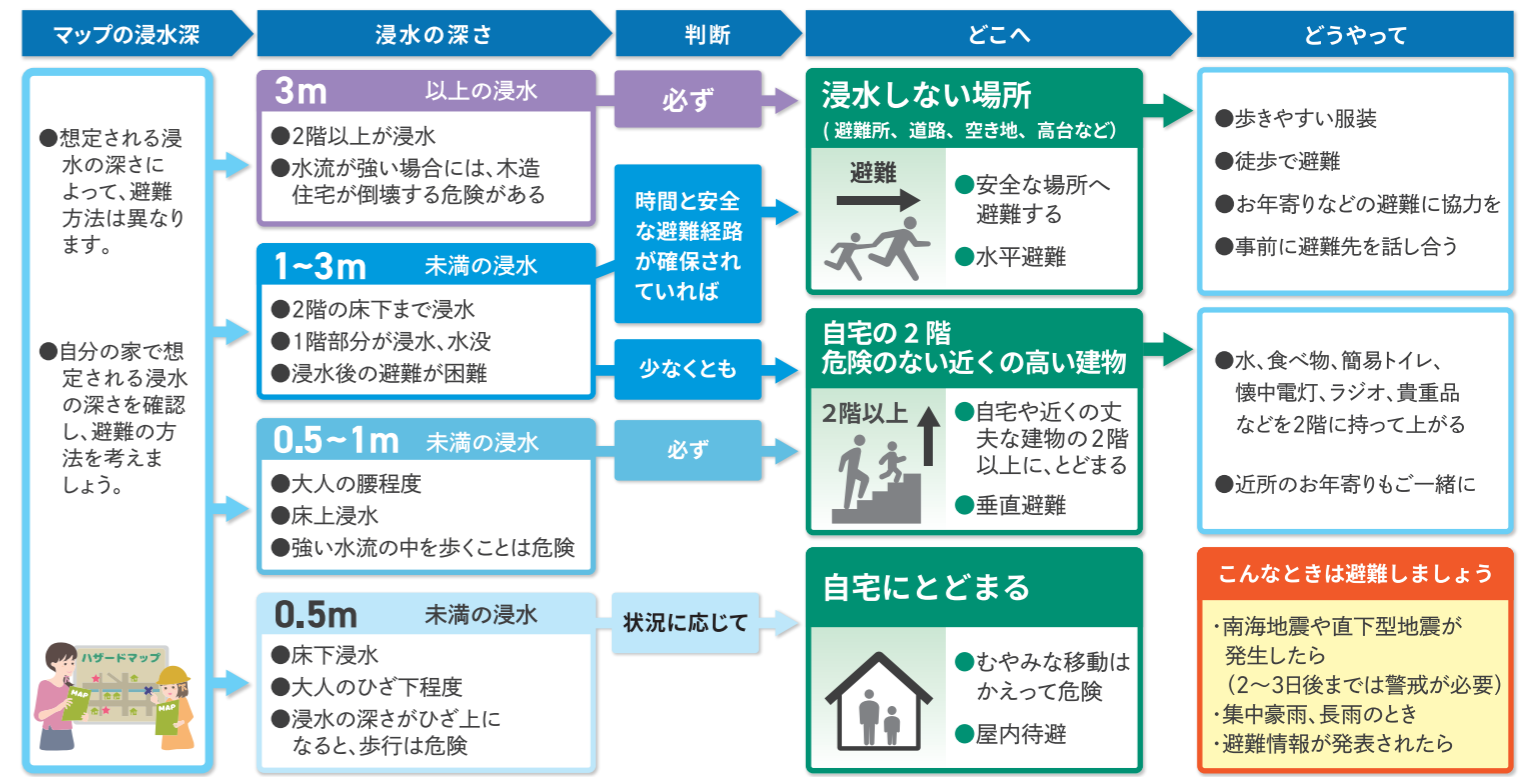 マップの浸水深
浸水の深さ
判断
どこへ
どうやって
●想定される浸
水の深さに
よって、避難
方法は異なり
ます。
●自分の家で想
定される浸水
の深さを確認
し、避難の方
法を考えま
しょう。
ハザードマップ
MAP
MAP
3m 以上の浸水
●2階以上が浸水
●水流が強い場合には、木造
住宅が倒壊する危険がある
1~3m 未満の浸水
●2階の床下まで浸水
●1階部分が浸水、水没
●浸水後の避難が困難
0.5~1m 未満の浸水
●大人の腰程度
●床上浸水
●強い水流の中を歩くことは危険
0.5m 未満の浸水
●床下浸水
●大人のひざ下程度
●浸水の深さがひざ上に
なると、歩行は危険
必ず
時間と安全
な避難経路
が確保され
ていれば
少なくとも
必ず
状況に応じて
浸水しない場所
(避難所、道路、空き地、高台など)
避難
●安全な場所へ
避難する
●水平避難
自宅の2階
危険のない近くの高い建物
2階以上
●自宅や近くの丈
夫な建物の2階
以上に、とどまる
●垂直避難
自宅にとどまる
●むやみな移動は
かえって危険
●屋内待避
●歩きやすい服装
●徒歩で避難
●お年寄りなどの避難に協力を
●事前に避難先を話し合う
●水、食べ物、簡易トイレ、
懐中電灯、ラジオ、貴重品
などを2階に持って上がる
●近所のお年寄りもご一緒に
こんなときは避難しましょう
・南海地震や直下型地震が
発生したら
（2～3日後までは警戒が必要）
・集中豪雨、長雨のとき
・避難情報が発表されたら